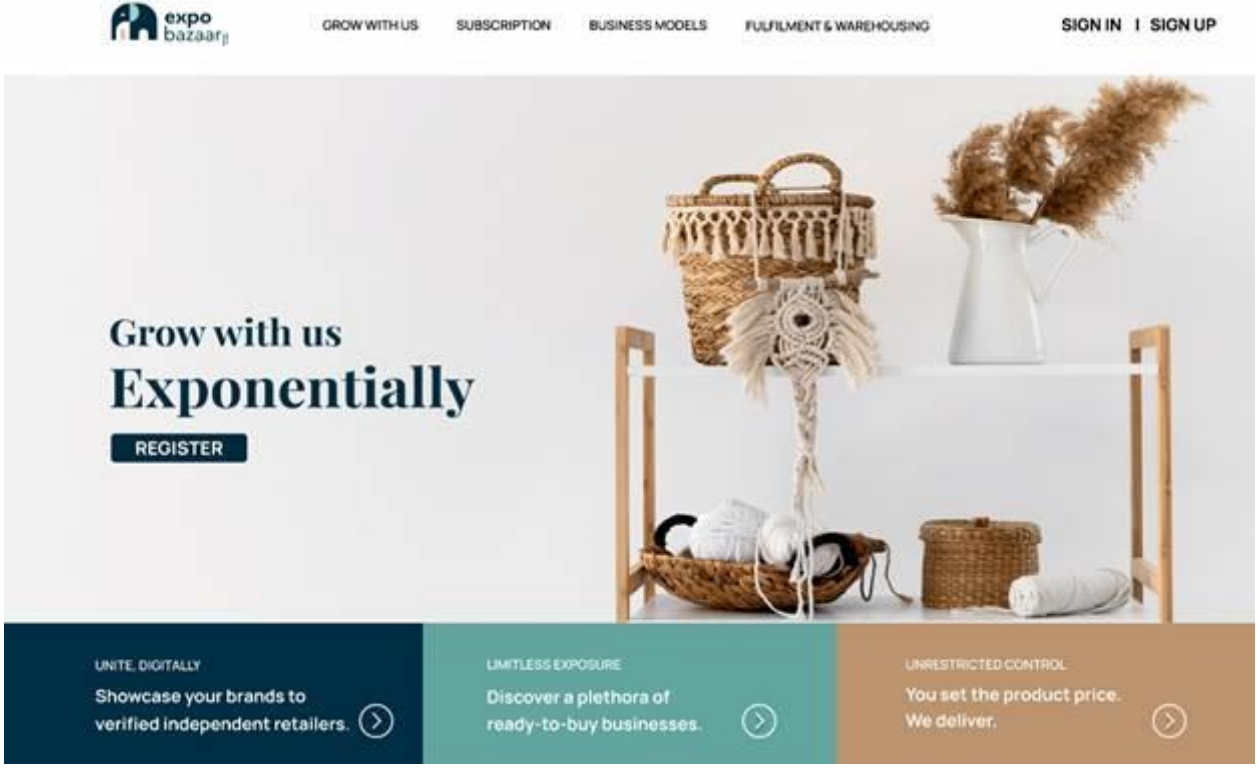 expo
bazaar
GROW WITH US
SUBSCRIPTION
BUSINESS MODELS
FULFILMENT & WAREHOUSING
SIGN IN | SIGN UP
Grow with us
Exponentially
REGISTER
UNITE, DIGITALLY
Showcase your brands to
verified independent retailers.
LIMITLESS EXPOSURE
Discover a plethora of
ready-to-buy businesses.
UNRESTRICTED CONTROL
You set the product price.
We deliver.